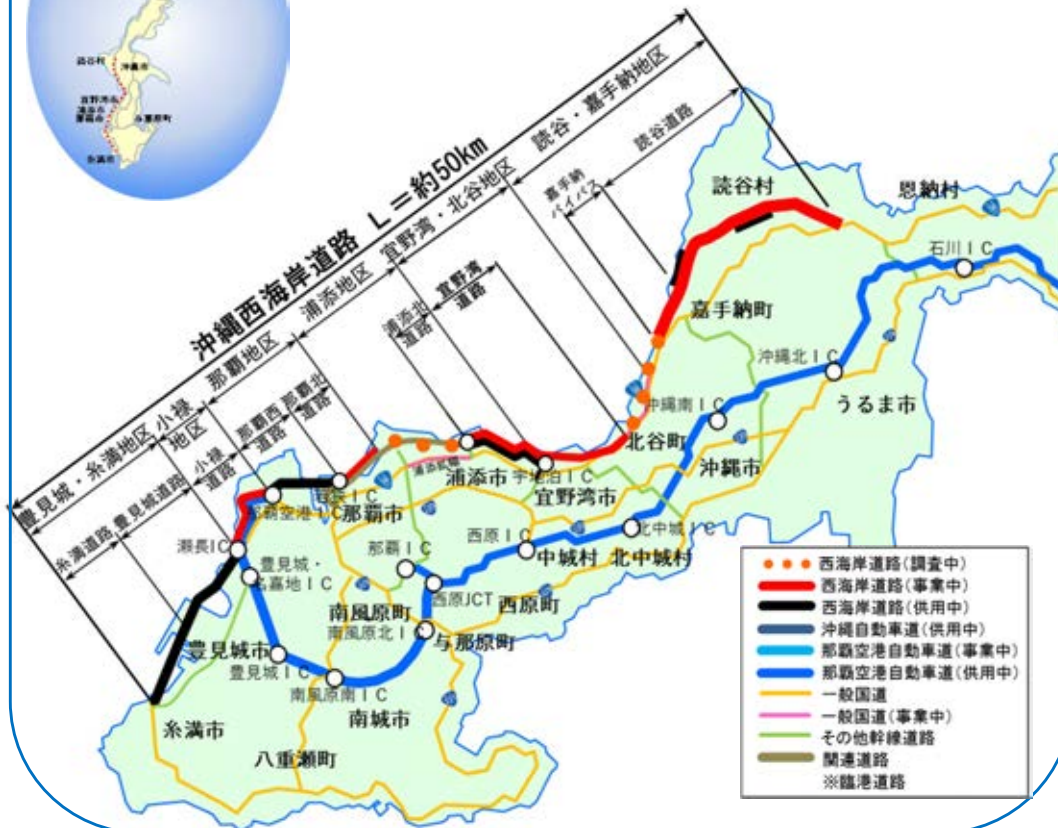 読谷村
沖縄市
宜野湾市
浦添市
那覇市
与那原町
糸満市
沖縄西海岸道路 L=約50km
豊見城・糸満地区
小禄地区
那覇地区
浦添地区
宜野湾・北谷地区
読谷・嘉手納地区
糸満道路
豊見城道路
小禄道路
那覇西道路
那覇北道路
浦添北道路
宜野湾道路
嘉手納バイパス
読谷道路
読谷村
恩納村
石川IC
嘉手納町
沖縄北IC
うるま市
沖縄南IC
北谷町
沖縄市
浦添市
宇地泊IC
宜野湾市
那覇空港IC
那覇市
北中城IC
西原IC
中城村
北中城村
那覇IC
瀬長IC
豊見城・名嘉地IC
西原JCT
西原町
南風原町
南風原北IC
与那原町
豊見城市
豊見城IC
南風原南IC
南城市
糸満市
八重瀬町
西海岸道路(調査中)
西海岸道路(事業中)
西海岸道路(供用中)
沖縄自動車道(供用中)
那覇空港自動車道(事業中)
那覇空港自動車道(供用中)
一般国道
一般国道(事業中)
その他幹線道路
関連道路
※臨港道路